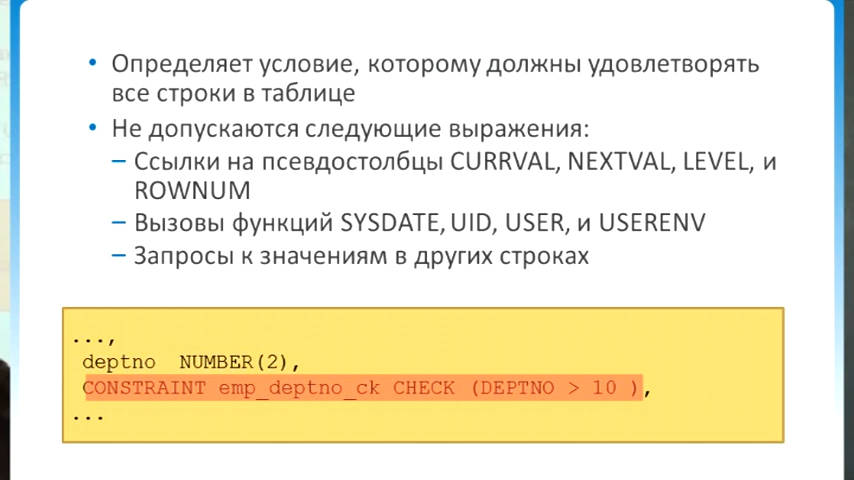 • Определяет условие, которому должны удовлетворять
все строки в таблице
• Не допускаются следующие выражения:
– Ссылки на псевдостолбцы CURRVAL, NEXTVAL, LEVEL, и
ROWNUM
– Вызовы функций SYSDATE, UID, USER, и USERENV
– Запросы к значениям в других строках
...,
deptno NUMBER(2),
CONSTRAINT emp_deptno_ck CHECK (DEPTNO > 10 ),
...